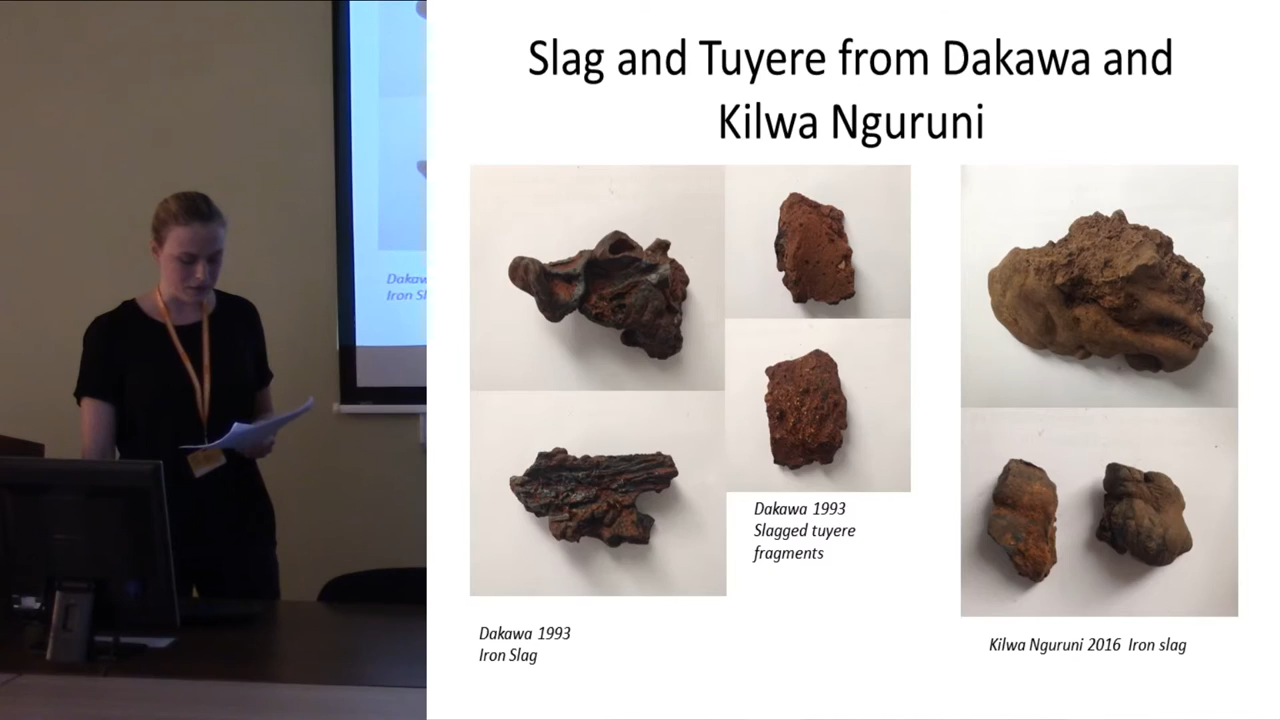 Slag and Tuyere from Dakawa and
Kilwa Nguruni
Dakawa 1993
Slagged tuyere
fragments
Dakawa 1993
Iron Slag
Kilwa Nguruni 2016 Iron slag